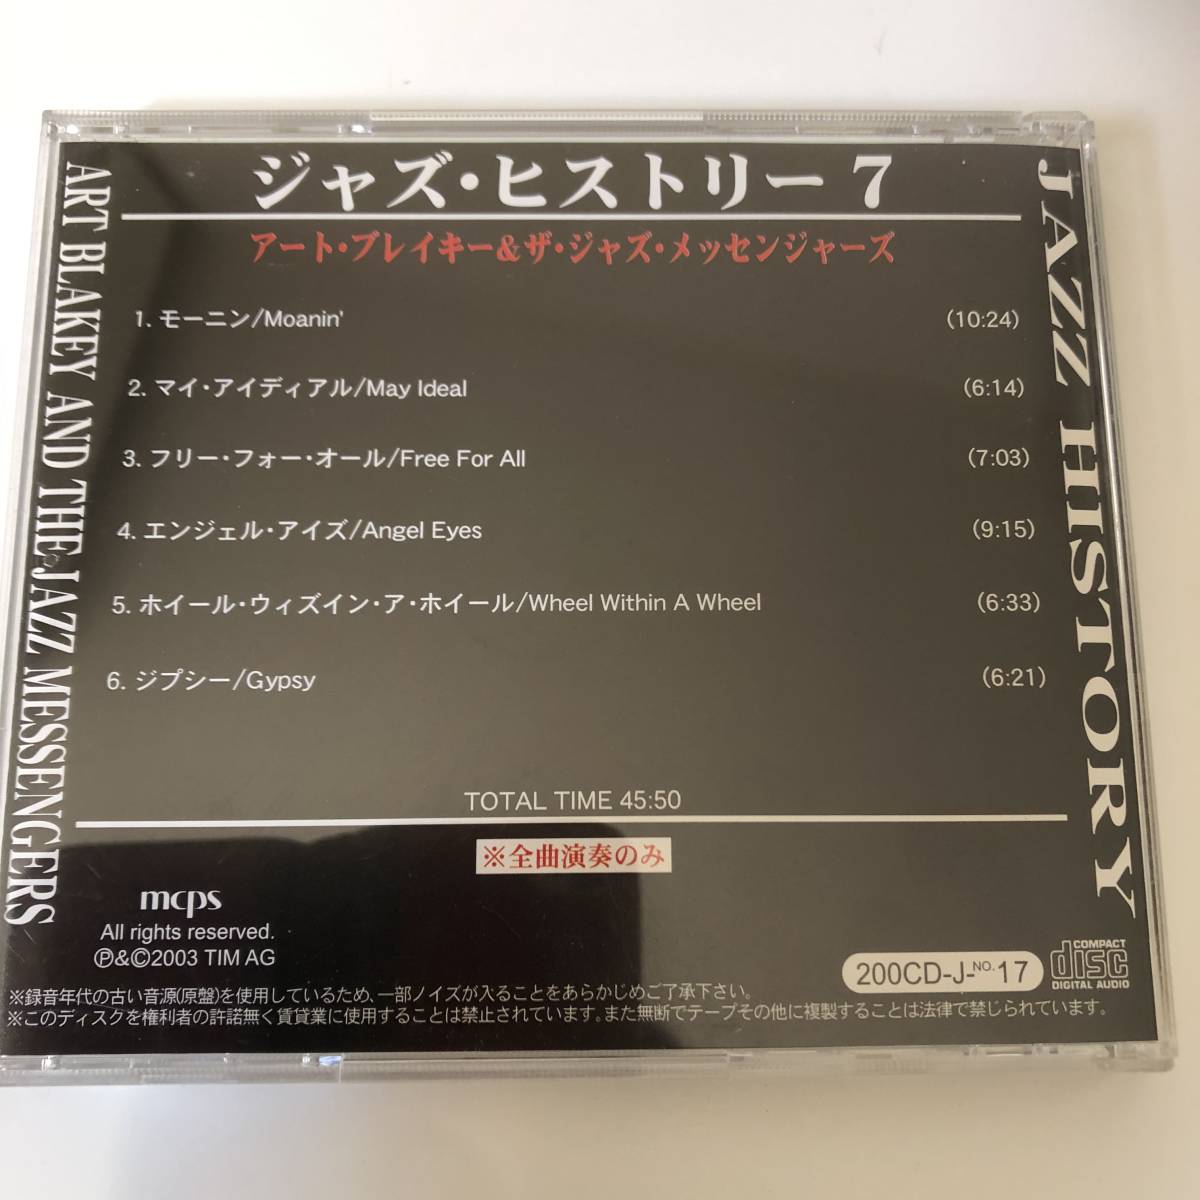 ジャズ・ヒストリー 7
アート・ブレイキー&ザ・ジャズ・メッセンジャーズ
1. モーニン/Moanin' (10:24)
2. マイ・アイディアル/May Ideal (6:14)
3. フリー・フォー・オール/Free For All (7:03)
4. エンジェル・アイズ/Angel Eyes (9:15)
5. ホイール・ウィズイン・ア・ホイール/Wheel Within A Wheel (6:33)
6. ジプシー/Gypsy (6:21)
TOTAL TIME 45:50
※全曲演奏のみ
mcps
All rights reserved.
℗&©2003 TIM AG
200CD-J-NO.17
COMPACT
disc
DIGITAL AUDIO
※録音年代の古い音源(原盤)を使用しているため、一部ノイズが入ることをあらかじめご了承下さい。
※このディスクを権利者の許諾無く賃貸業に使用することは禁止されています。また無断でテープその他に複製することは法律で禁じられています。
ART BLAKEY AND THE JAZZ MESSENGERS
JAZZ HISTORY